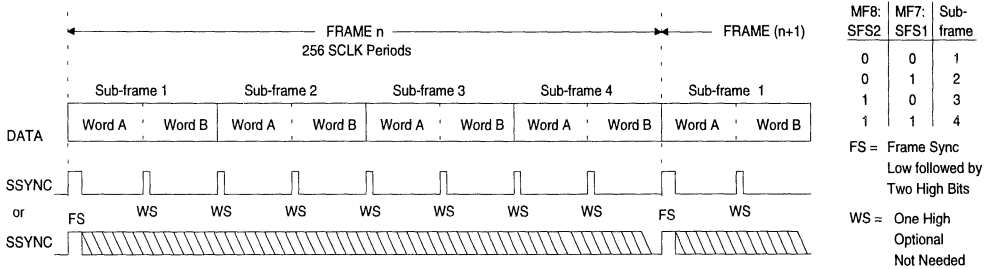 FRAME n
FRAME (n+1)
256 SCLK Periods
Sub-frame 1
Sub-frame 2
Sub-frame 3
Sub-frame 4
Sub-frame 1
DATA
Word A
Word B
Word A
Word B
Word A
Word B
Word A
Word B
Word A
Word B
SSYNC
or
FS
WS
WS
WS
WS
WS
WS
WS
FS
WS
SSYNC
MF8: MF7: Sub-
SFS2 SFS1 frame
0 0 1
0 1 2
1 0 3
1 1 4
FS = Frame Sync
Low followed by
Two High Bits
WS = One High
Optional
Not Needed